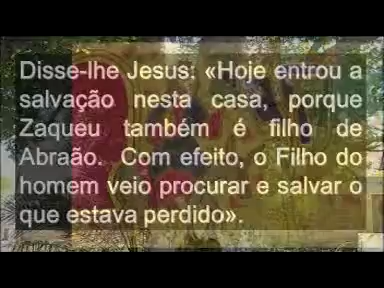 Disse-lhe Jesus: «Hoje entrou a
salvação nesta casa, porque
Zaqueu também é filho de
Abraão. Com efeito, o Filho do
homem veio procurar e salvar o
que estava perdido».